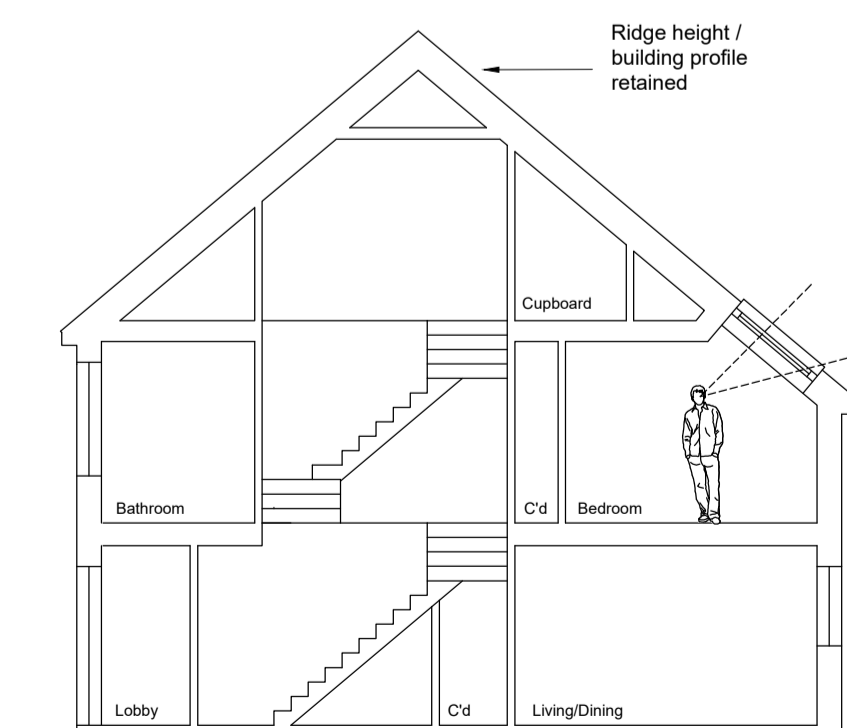 Ridge height /
building profile
retained
Cupboard
Bathroom
C'd
Bedroom
Lobby
C'd
Living/Dining